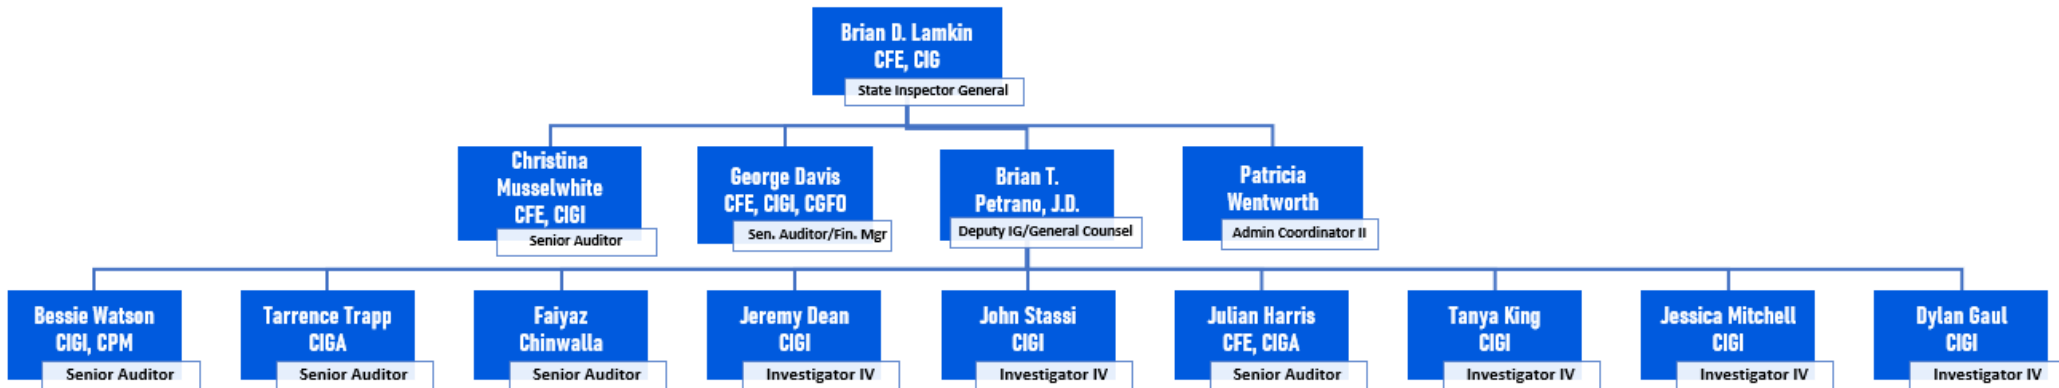 Brian D. Lamkin
CFE, CIG
State Inspector General
Christina
Musselwhite
CFE, CIGI
Senior Auditor
George Davis
CFE, CIGI, CGFO
Sen. Auditor/Fin. Mgr
Brian T.
Petrano, J.D.
Deputy IG/General Counsel
Patricia
Wentworth
Admin Coordinator II
Bessie Watson
CIGI, CPM
Senior Auditor
Tarrence Trapp
CIGA
Senior Auditor
Faiyaz
Chinwalla
Senior Auditor
Jeremy Dean
CIGI
Investigator IV
John Stassi
CIGI
Investigator IV
Julian Harris
CFE, CIGA
Senior Auditor
Tanya King
CIGI
Investigator IV
Jessica Mitchell
CIGI
Investigator IV
Dylan Gaul
CIGI
Investigator IV